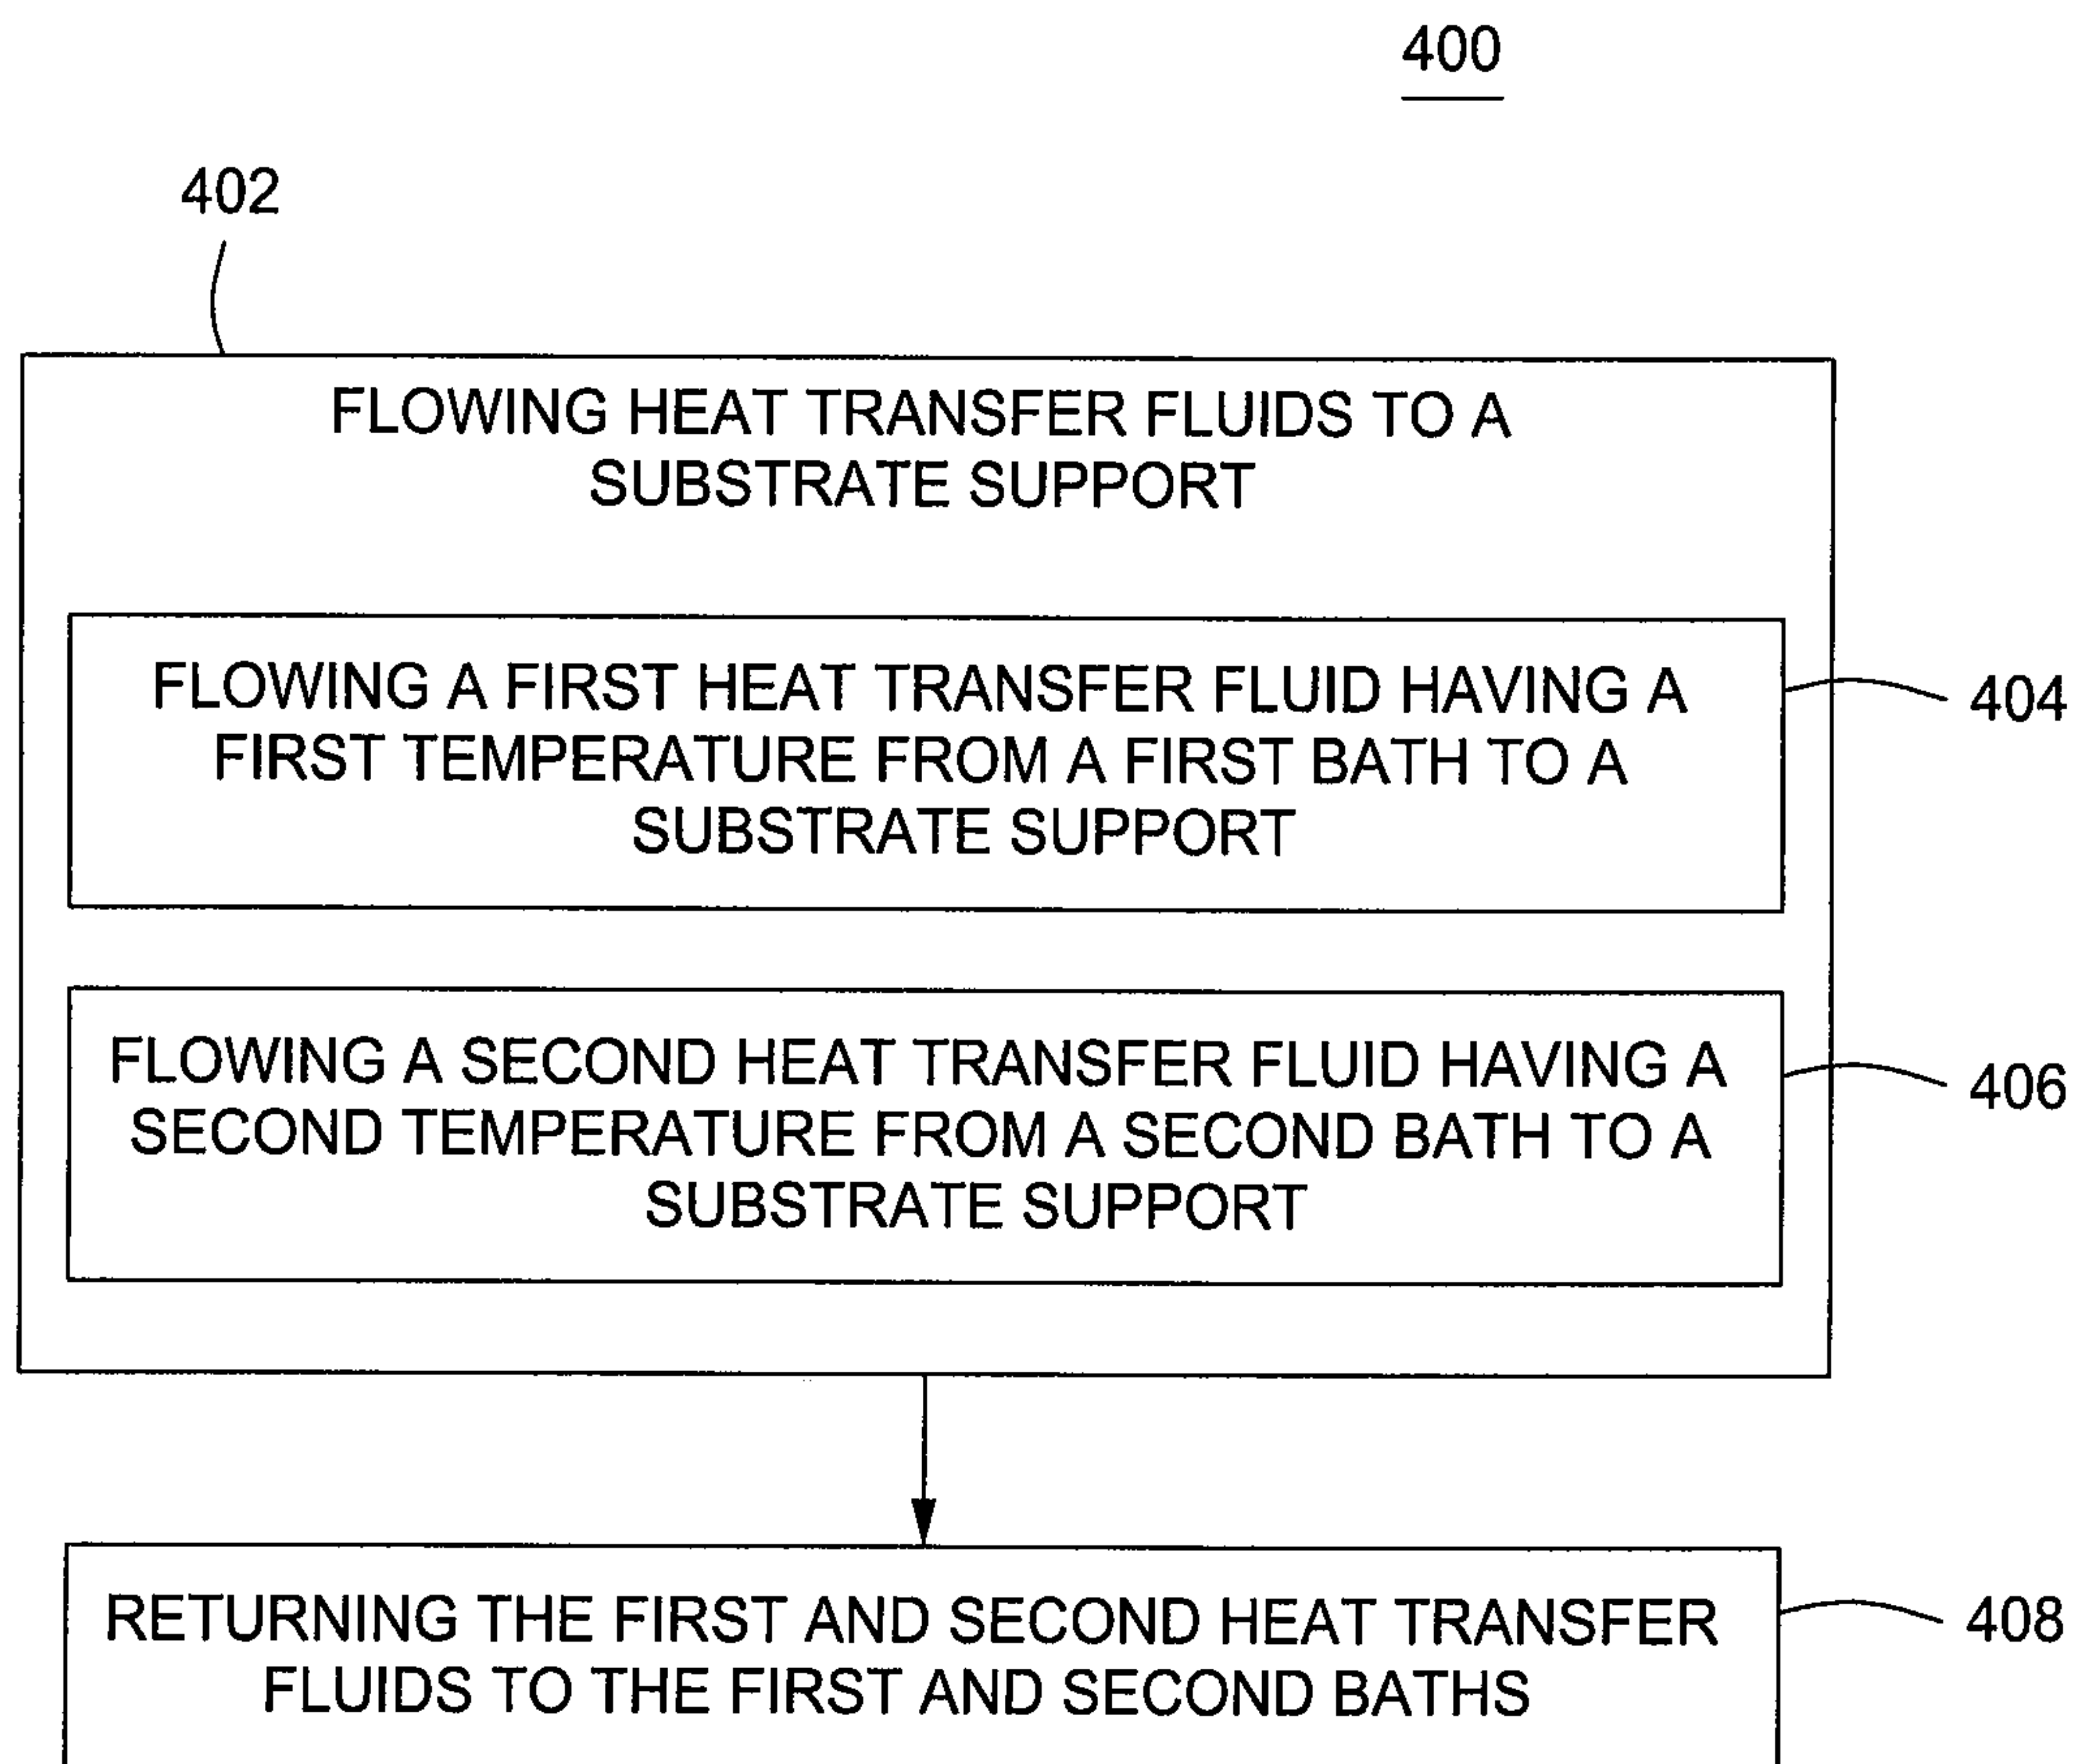 400
402
FLOWING HEAT TRANSFER FLUIDS TO A
SUBSTRATE SUPPORT
FLOWING A FIRST HEAT TRANSFER FLUID HAVING A
FIRST TEMPERATURE FROM A FIRST BATH TO A
SUBSTRATE SUPPORT
404
FLOWING A SECOND HEAT TRANSFER FLUID HAVING A
SECOND TEMPERATURE FROM A SECOND BATH TO A
SUBSTRATE SUPPORT
406
RETURNING THE FIRST AND SECOND HEAT TRANSFER
FLUIDS TO THE FIRST AND SECOND BATHS
408